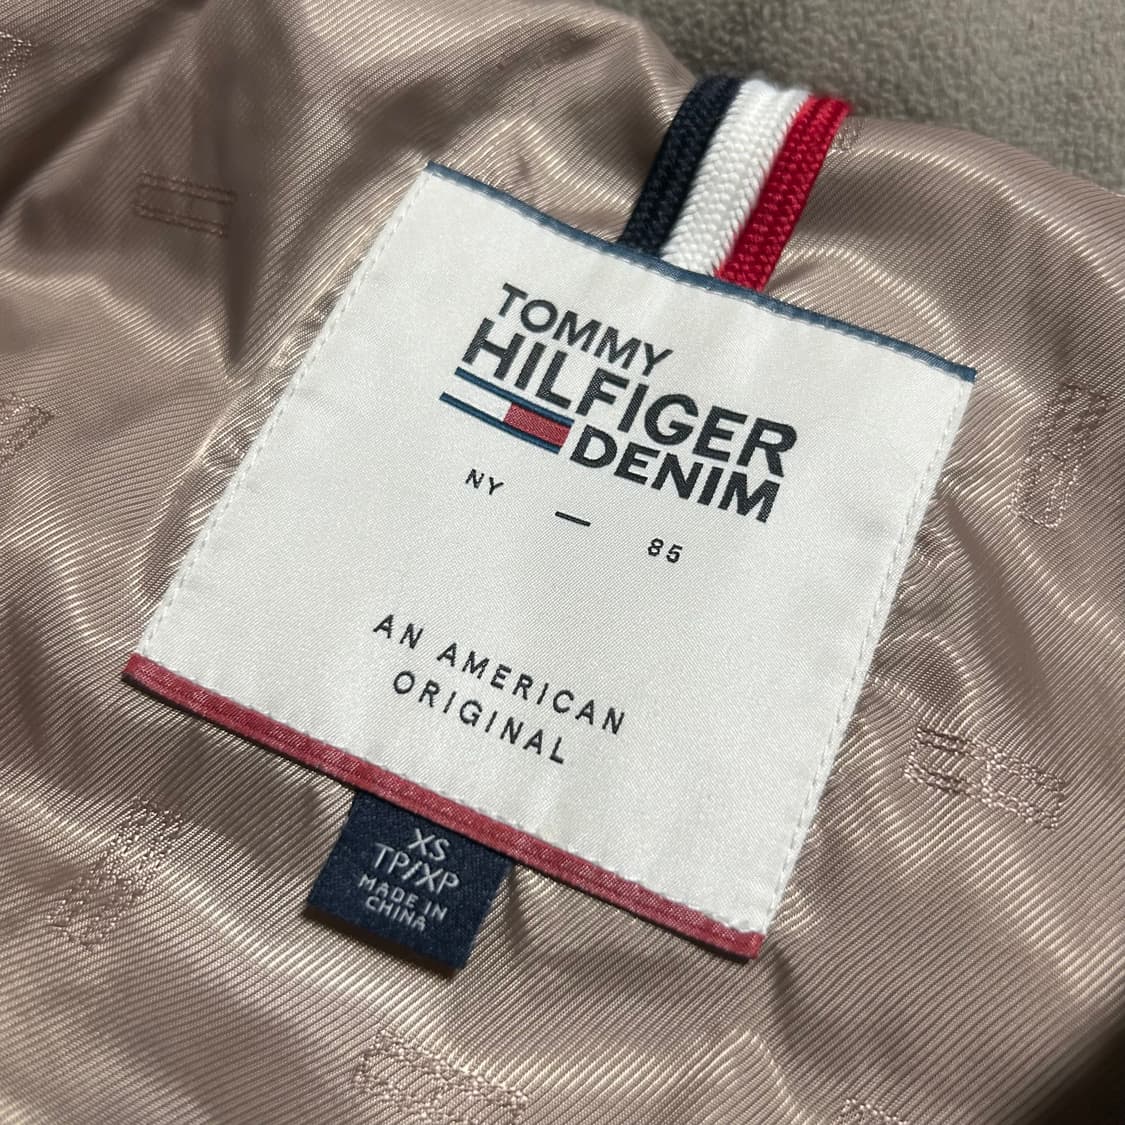 TOMMY
HILFIGER
DENIM
NY — 85
AN AMERICAN
ORIGINAL
XS
TP/XP
MADE IN
CHINA